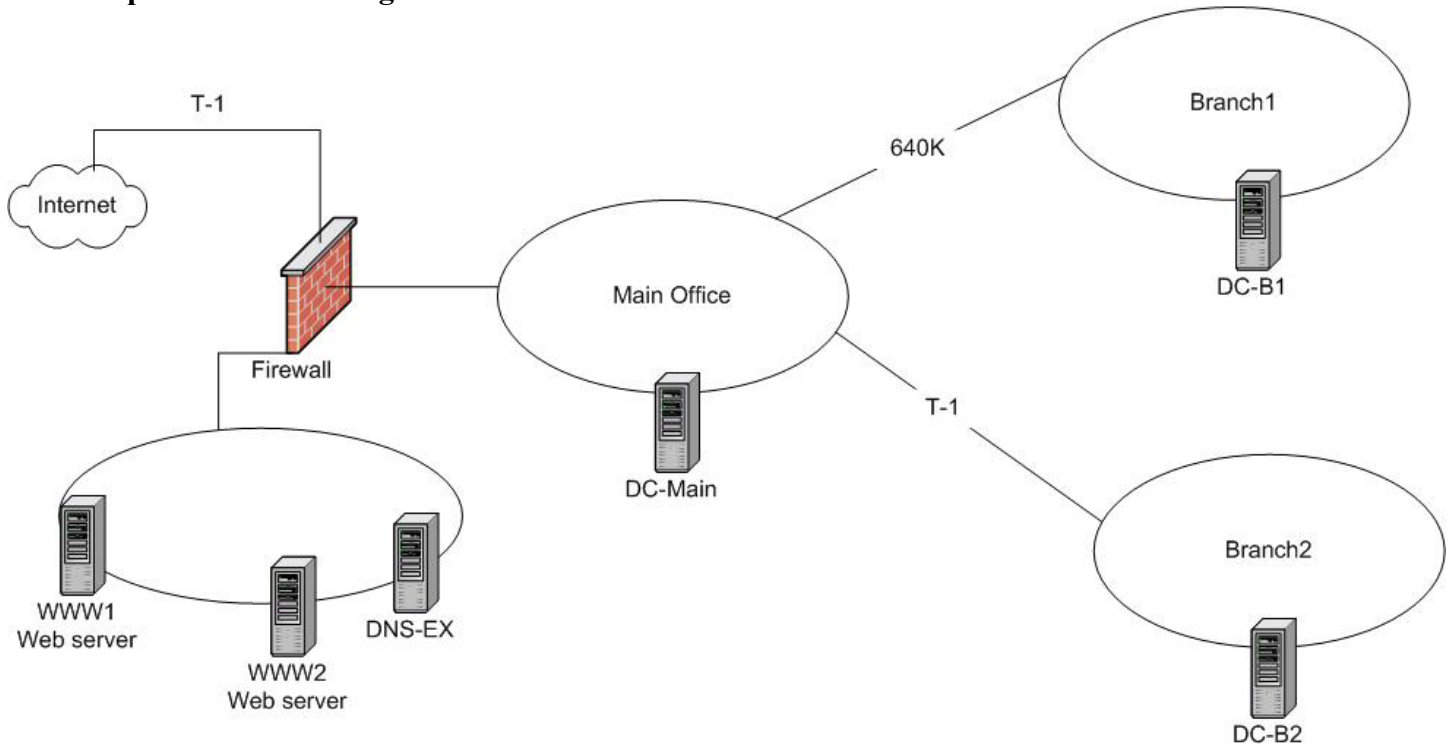 T-1
Internet
Firewall
Main Office
DC-Main
640K
Branch1
DC-B1
T-1
Branch2
DC-B2
WWW1
Web server
WWW2
Web server
DNS-EX